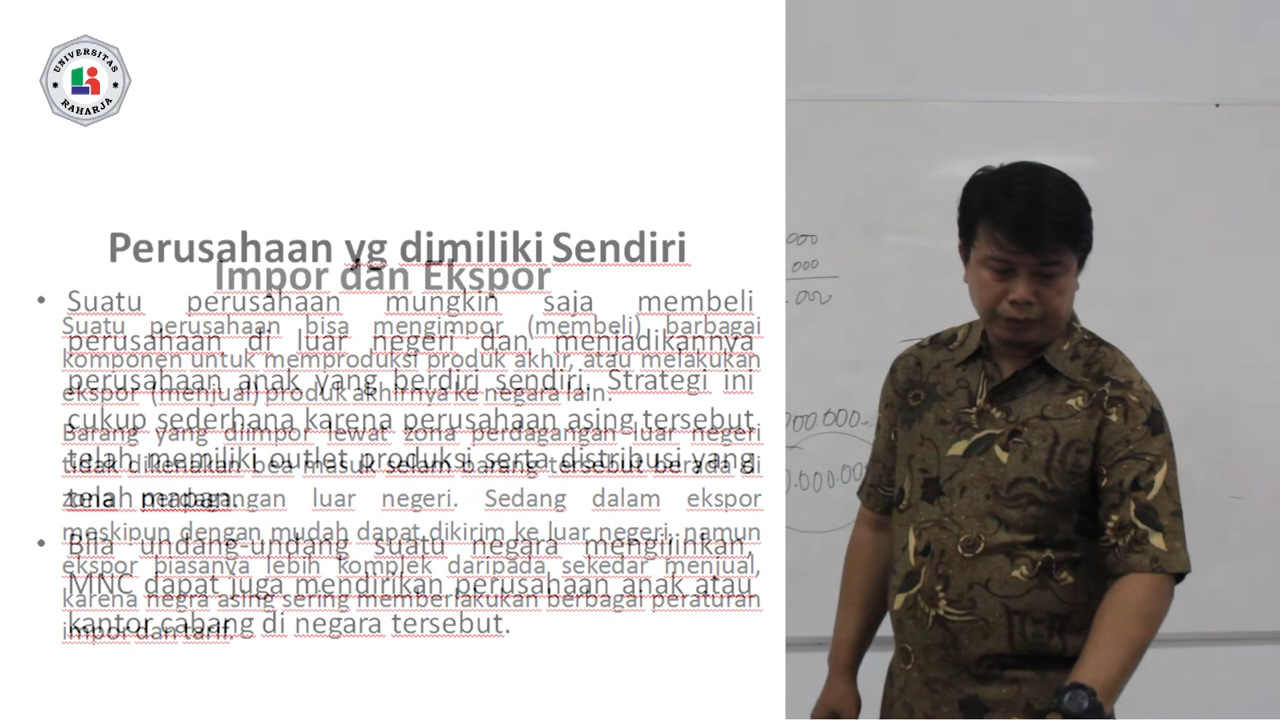 UNIVERSITAS
RAHARJA
Perusahaan yg dimiliki Sendiri
• Suatu perusahaan mungkin saja membeli
perusahaan di luar negeri dan menjadikannya
perusahaan anak yang berdiri sendiri. Strategi ini
cukup sederhana karena perusahaan asing tersebut
telah memiliki outlet produksi serta distribusi yang
telah mapan.
• Bila undang-undang suatu negara mengijinkan,
MNC dapat juga mendirikan perusahaan anak atau
kantor cabang di negara tersebut.
Impor dan Ekspor
Suatu perusahaan bisa mengimpor (membeli) barbagai
komponen untuk memproduksi produk akhir, atau melakukan
ekspor (menjual) produk akhirnya ke negara lain.
Barang yang diimpor lewat zona perdagangan luar negeri
tidak dikenakan bea masuk selam barang tersebut berada di
zona perdagangan luar negeri. Sedang dalam ekspor
meskipun dengan mudah dapat dikirim ke luar negeri, namun
ekspor biasanya lebih komplek daripada sekedar menjual,
karena negra asing sering memberlakukan berbagai peraturan
impor dan tarif.
000
000